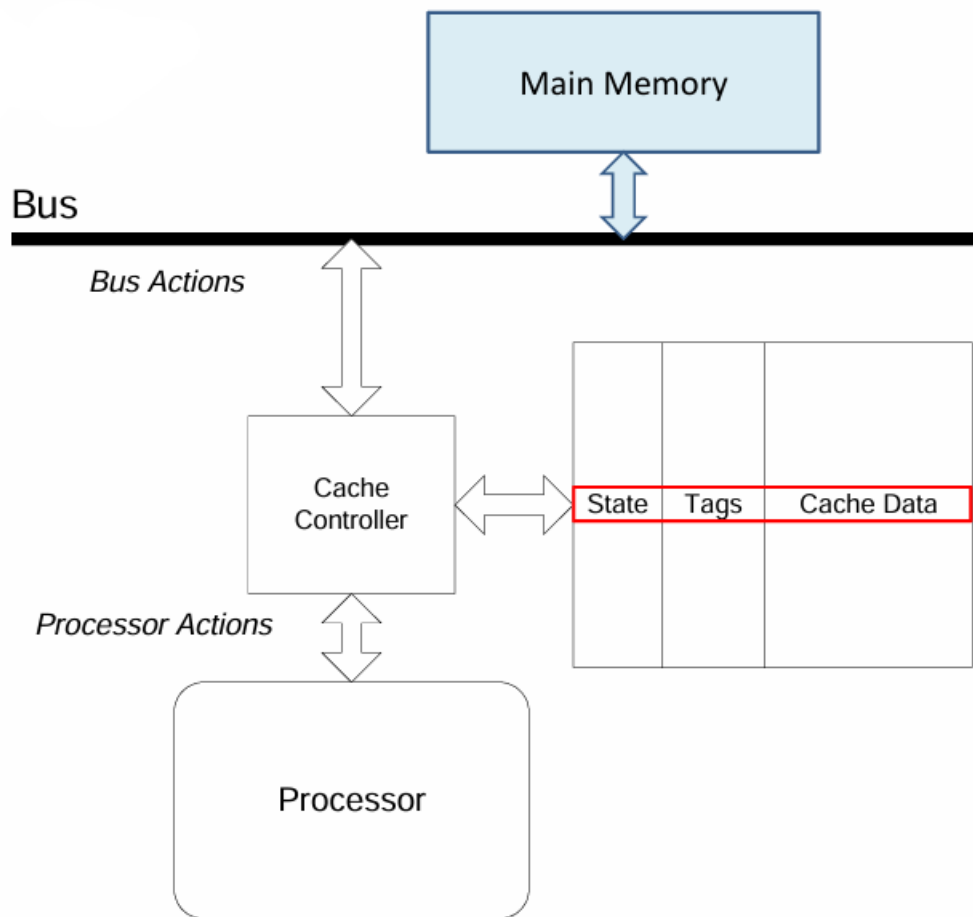 Main Memory
Bus
Bus Actions
Cache
Controller
State
Tags
Cache Data
Processor Actions
Processor